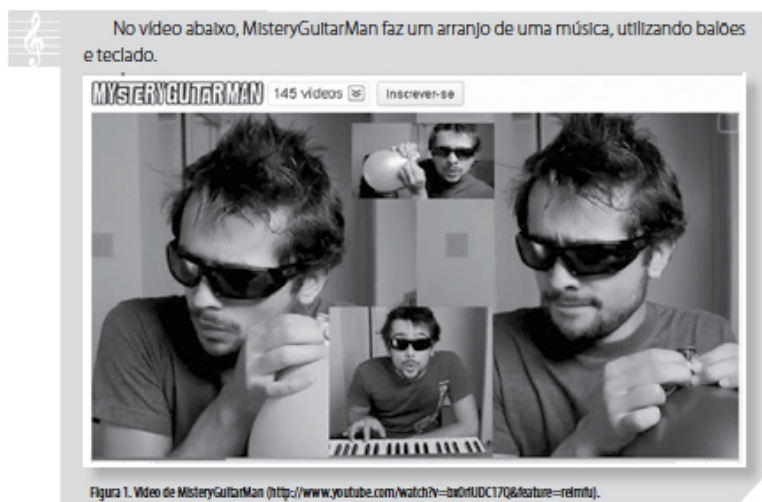 No vídeo abaixo, MisteryGuitarMan faz um arranjo de uma música, utilizando balões
e teclado.
MYSTERYGUITARMAN 145 vídeos Inscrever-se
Figura 1. Vídeo de MisteryGuitarMan (http://www.youtube.com/watch?v=bxDrlUDC17Q&feature=relmfu).